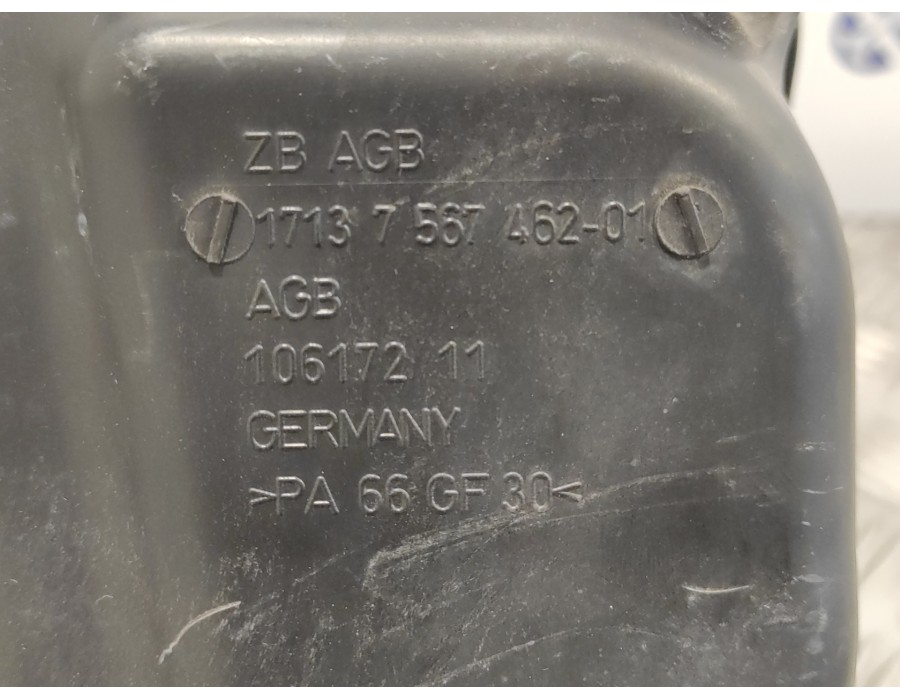 ZB AGB
1713 7 567 462-01
AGB
106172/11
GERMANY
>PA 66 GF 30<